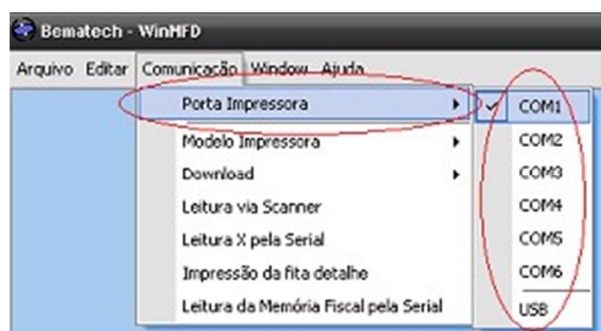 Bematech - WinMFD
Arquivo Editar Comunicação Window Ajuda
Porta Impressora
Modelo Impressora
Download
Leitura via Scanner
Leitura X pela Serial
Impressão da fita detalhe
Leitura da Memória Fiscal pela Serial
COM1
COM2
COM3
COM4
COM5
COM6
USB